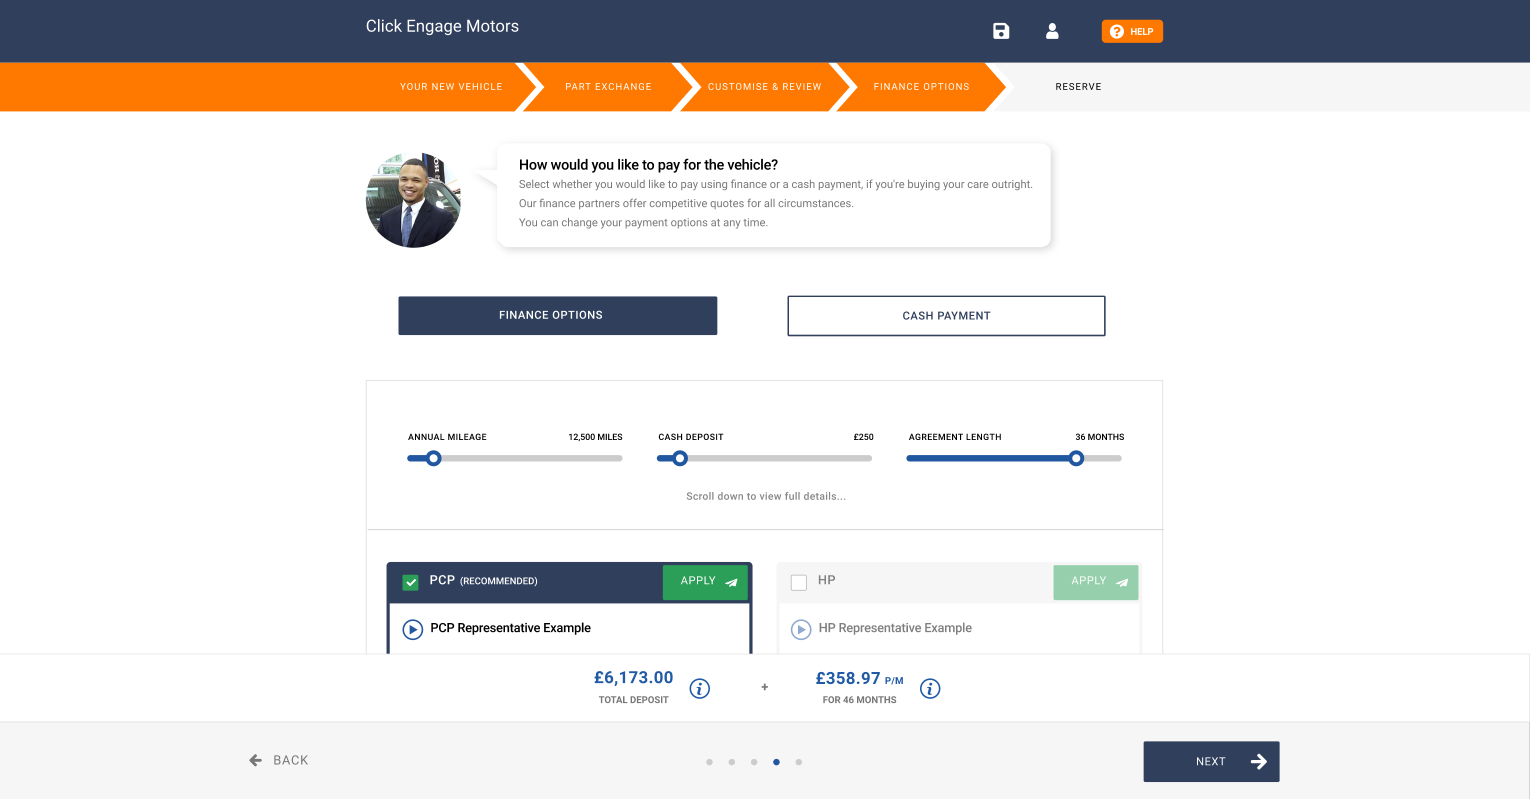 Click Engage Motors
HELP
YOUR NEW VEHICLE
PART EXCHANGE
CUSTOMISE & REVIEW
FINANCE OPTIONS
RESERVE
How would you like to pay for the vehicle?
Select whether you would like to pay using finance or a cash payment, if you're buying your care outright.
Our finance partners offer competitive quotes for all circumstances.
You can change your payment options at any time.
FINANCE OPTIONS
CASH PAYMENT
ANNUAL MILEAGE
12,500 MILES
CASH DEPOSIT
£250
AGREEMENT LENGTH
36 MONTHS
Scroll down to view full details...
PCP (RECOMMENDED)
APPLY
HP
APPLY
PCP Representative Example
HP Representative Example
£6,173.00
TOTAL DEPOSIT
+
£358.97 P/M
FOR 46 MONTHS
BACK
NEXT